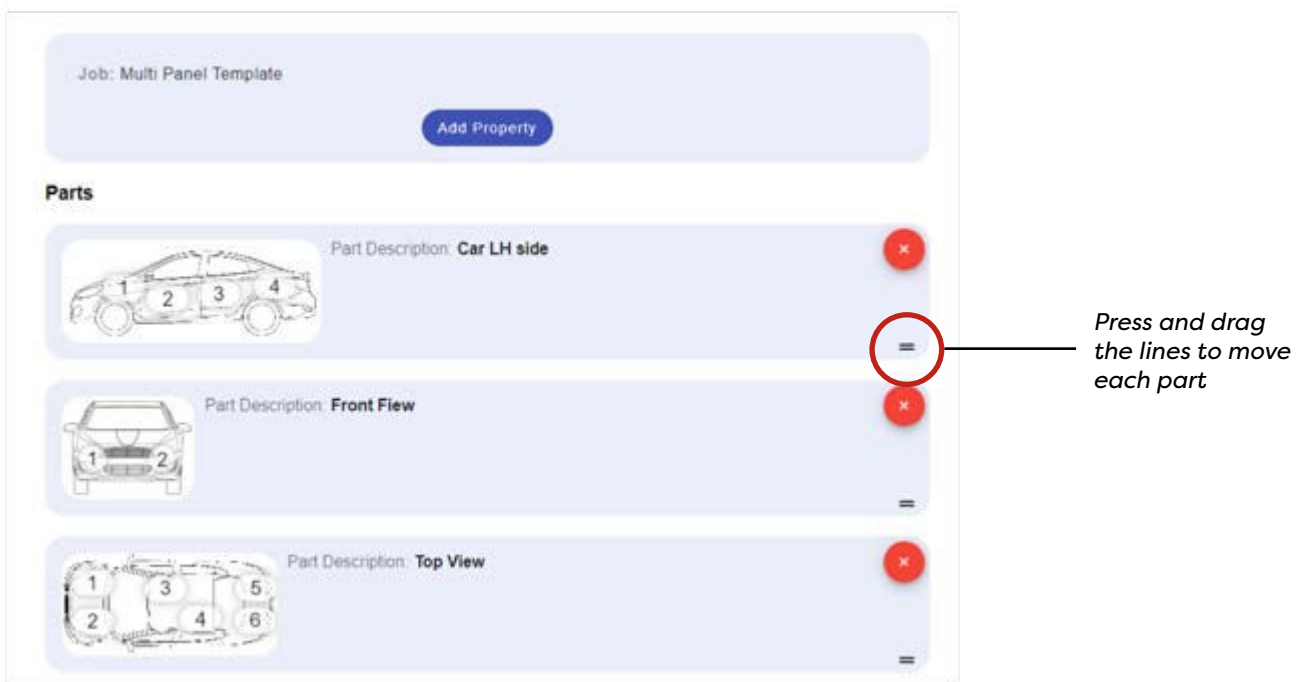 Job: Multi Panel Template
Add Property
Parts
Part Description: Car LH side
×
1 2 3 4
Press and drag
the lines to move
each part
Part Description: Front Fiew
×
1 2
Part Description: Top View
×
1 3 5
2 4 6